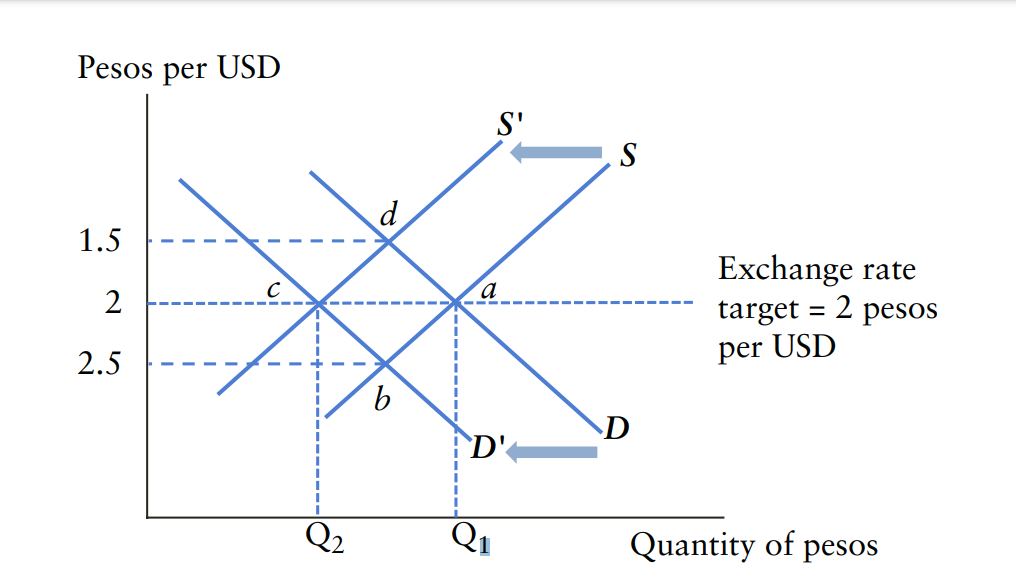 Pesos per USD
S'
S
d
1.5
Exchange rate
target = 2 pesos
per USD
c
a
2
2.5
b
D
D'
Q2
Q1
Quantity of pesos